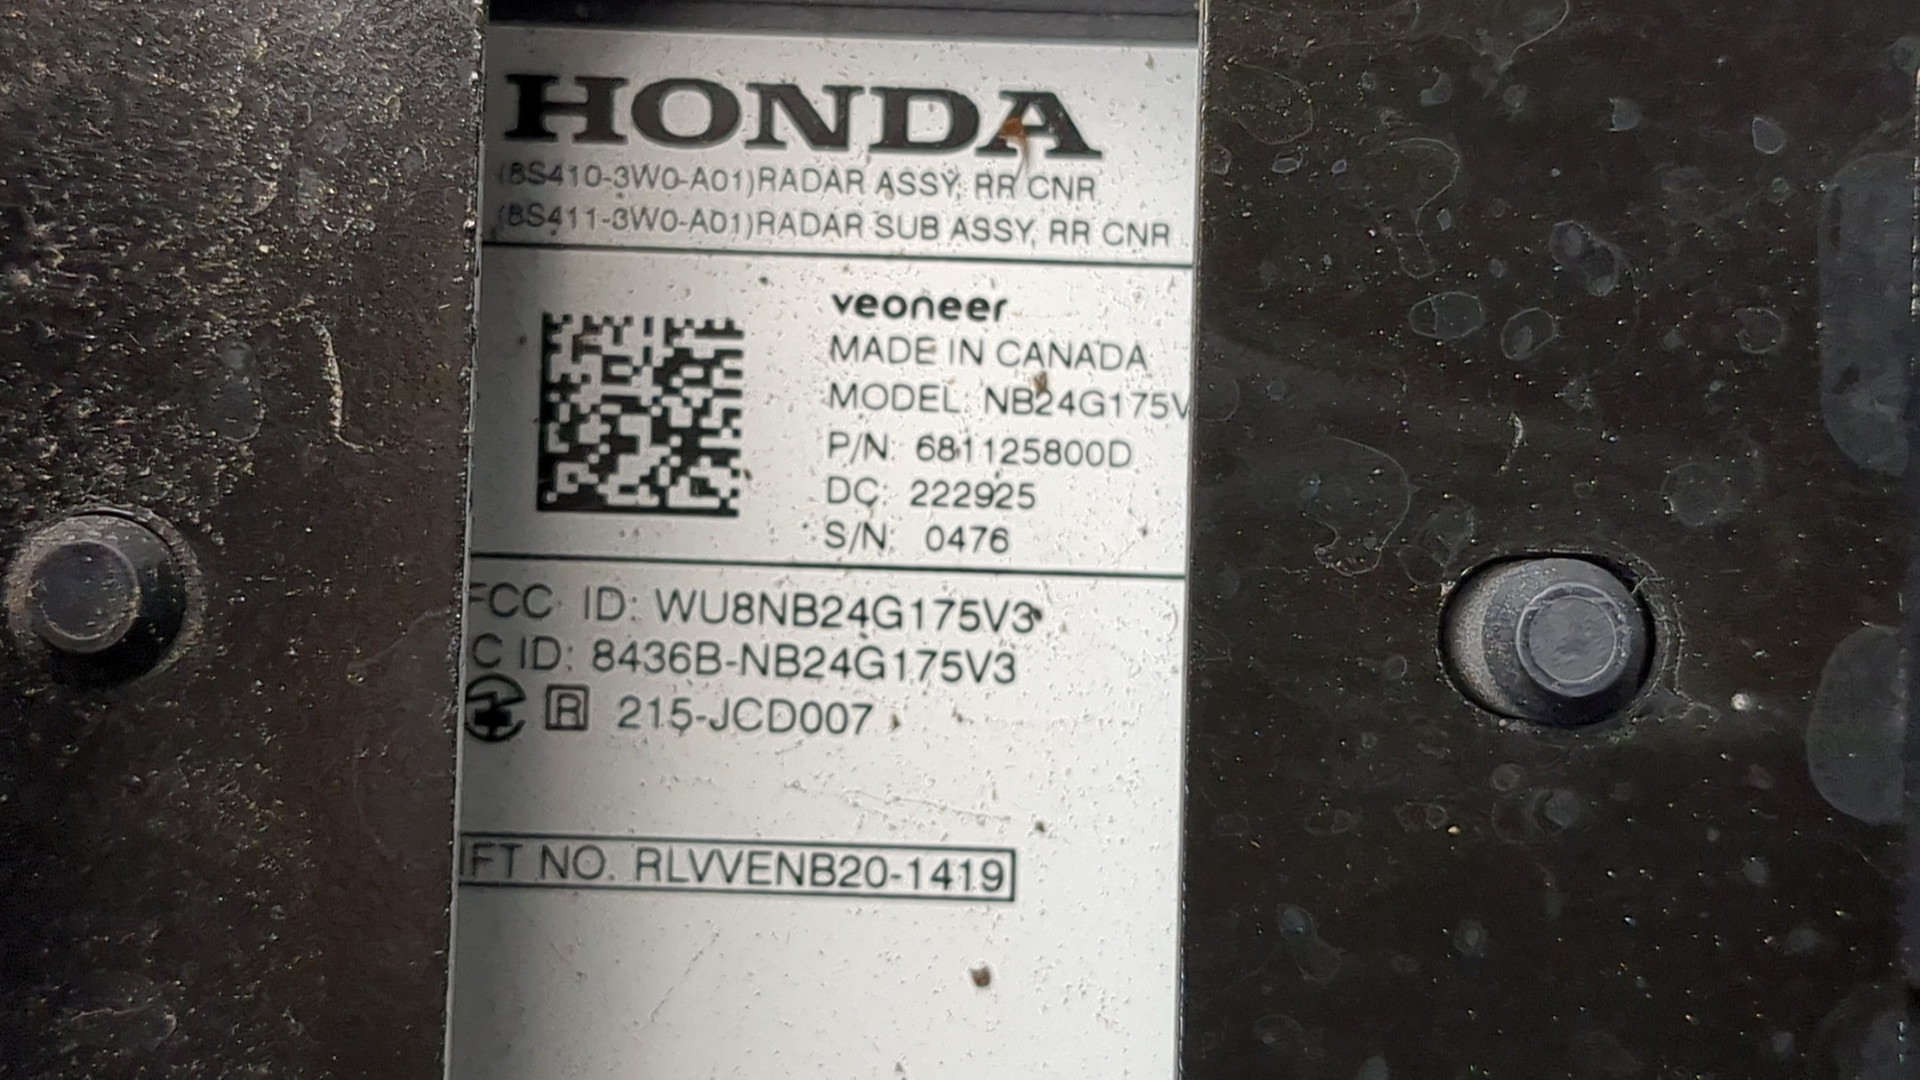 HONDA
(8S410-3W0-A01)RADAR ASSY, RR CNR
(8S411-3W0-A01)RADAR SUB ASSY, RR CNR
veoneer
MADE IN CANADA
MODEL: NB24G175V
P/N: 681125800D
DC: 222925
S/N: 0476
FCC ID: WU8NB24G175V3
C ID: 8436B-NB24G175V3
R 215-JCD007
IFT NO. RLVVENB20-1419